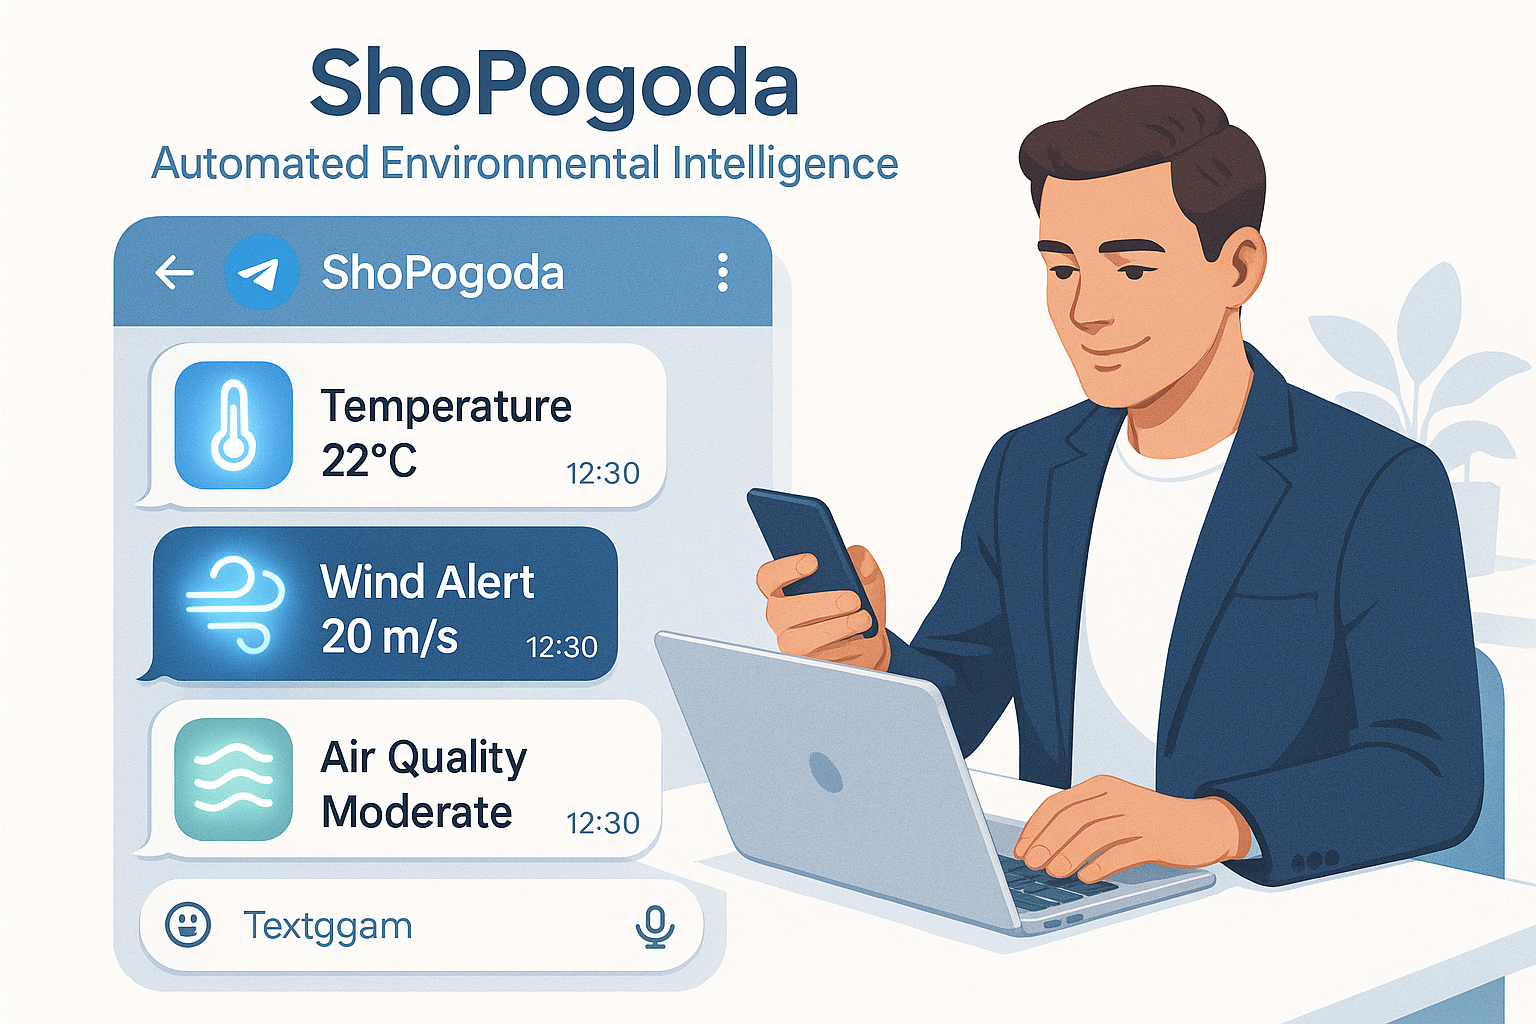 ShoPogoda
Automated Environmental Intelligence
ShoPogoda
Temperature
22°C
12:30
Wind Alert
20 m/s
12:30
Air Quality
Moderate
12:30
Textggam